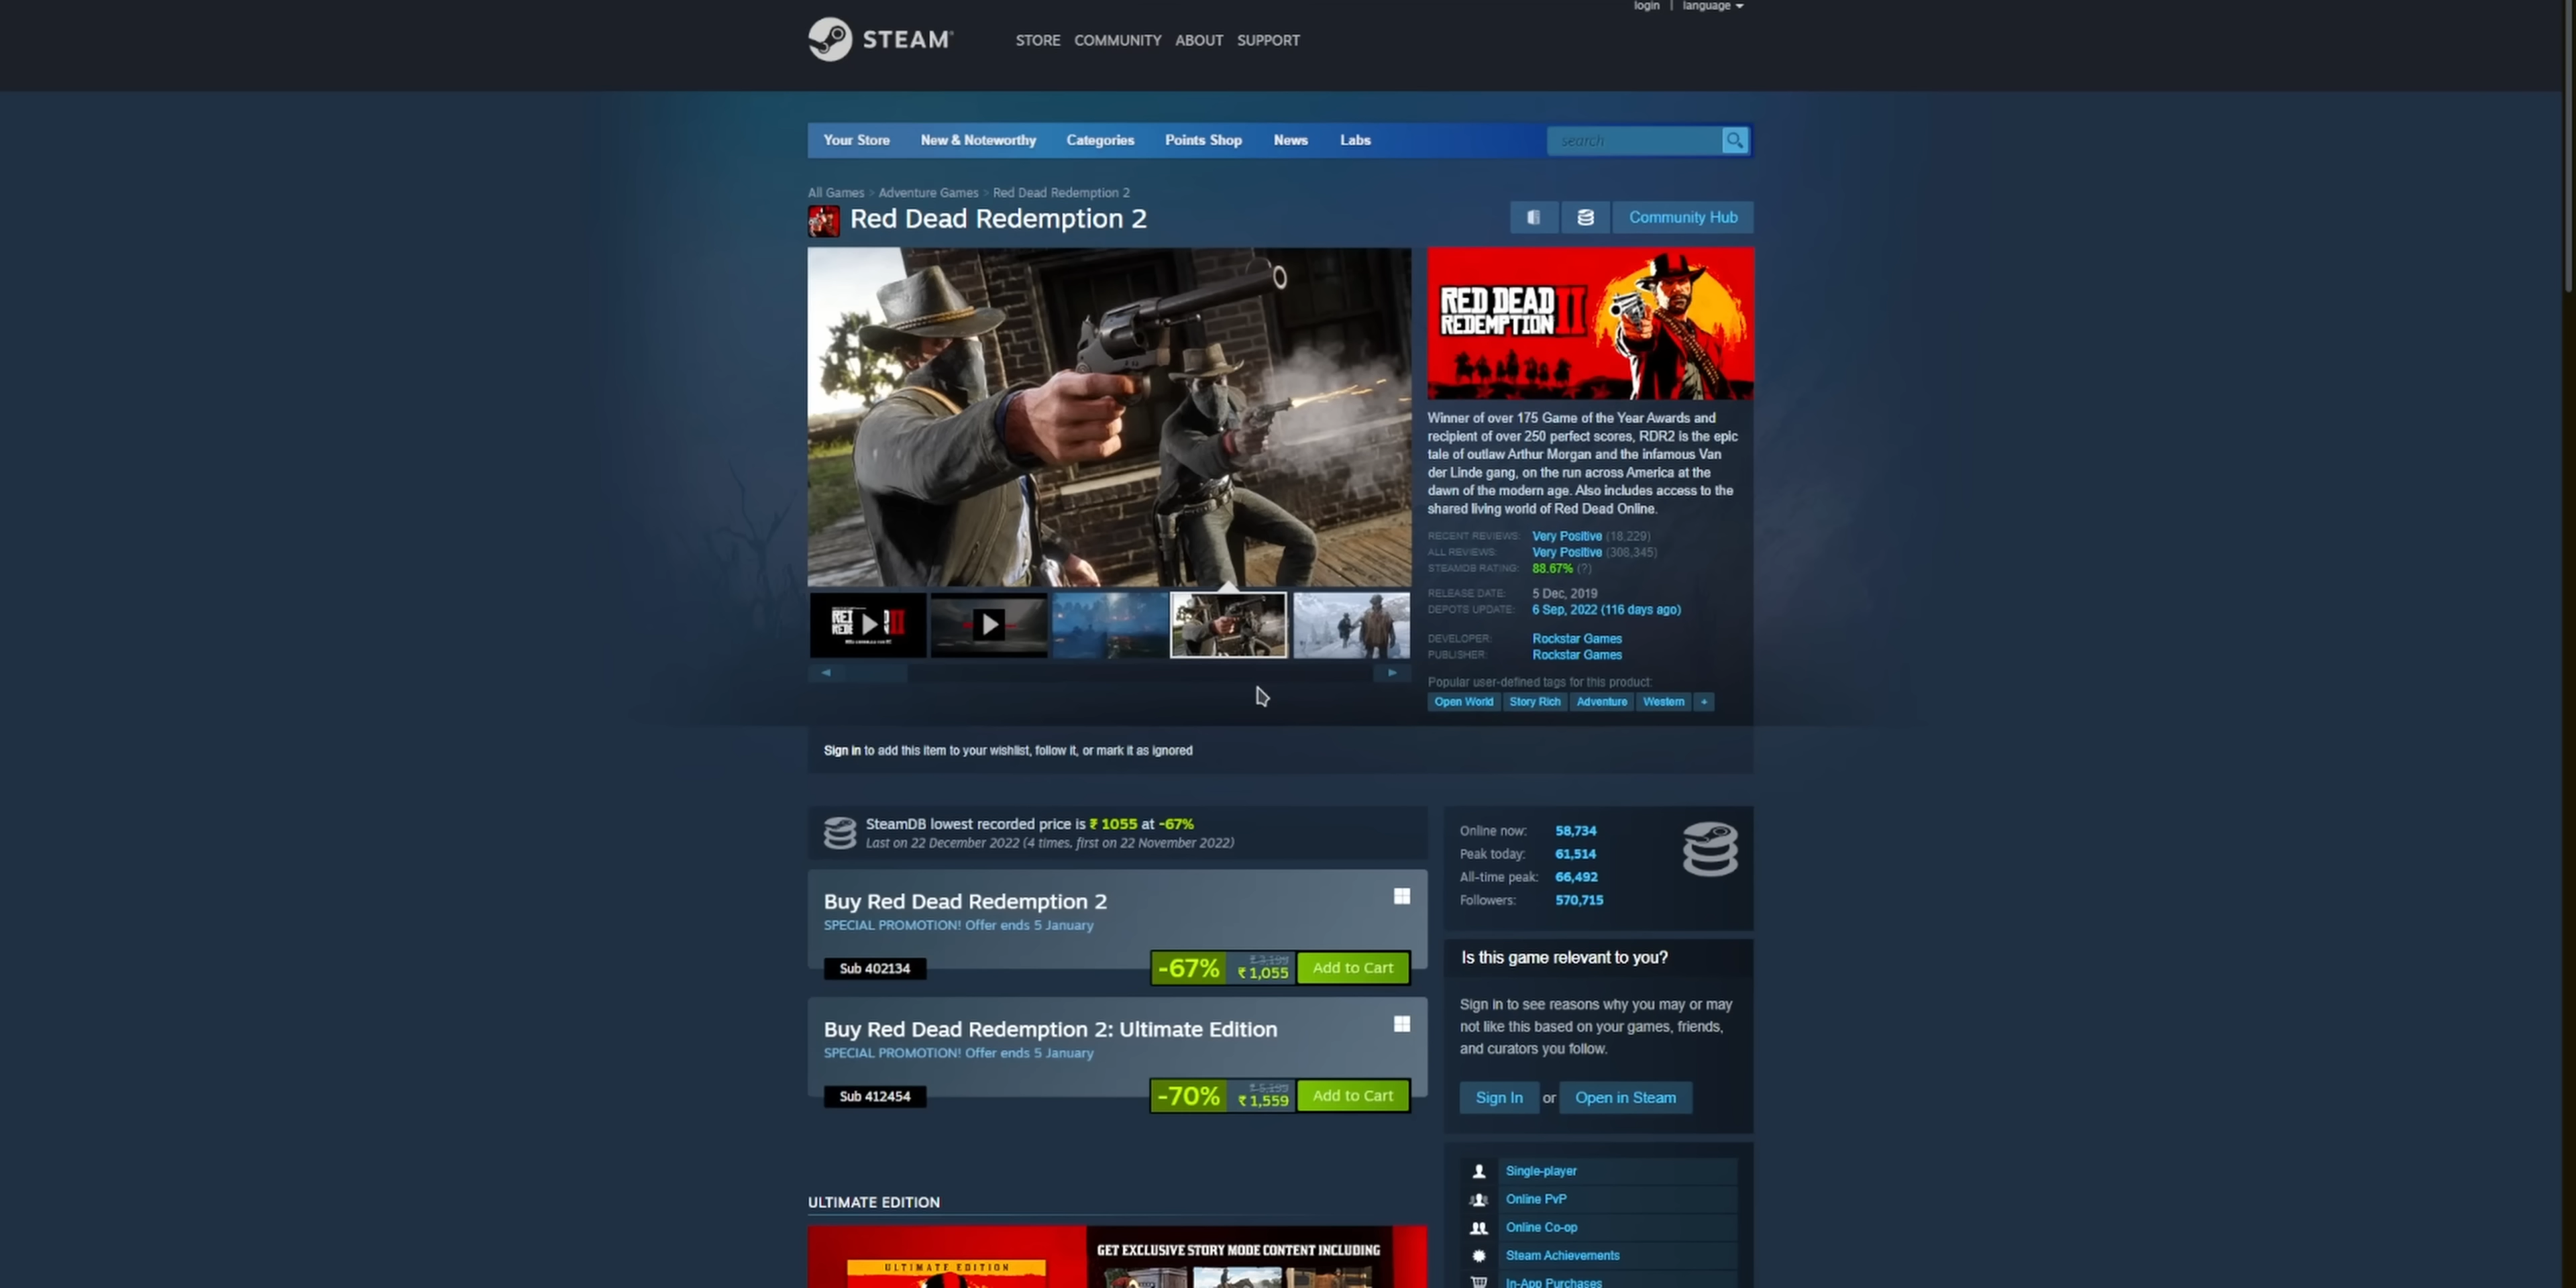 login | language
STEAM
STORE COMMUNITY ABOUT SUPPORT
Your Store New & Noteworthy Categories Points Shop News Labs search
All Games > Adventure Games > Red Dead Redemption 2
Red Dead Redemption 2
Community Hub
RED DEAD
REDEMPTION II
Winner of over 175 Game of the Year Awards and
recipient of over 250 perfect scores, RDR2 is the epic
tale of outlaw Arthur Morgan and the infamous Van
der Linde gang, on the run across America at the
dawn of the modern age. Also includes access to the
shared living world of Red Dead Online.
RECENT REVIEWS: Very Positive (18,229)
ALL REVIEWS: Very Positive (308,345)
STEAMDB RATING: 88.67% (?)
RELEASE DATE: 5 Dec, 2019
DEPOTS UPDATE: 6 Sep, 2022 (116 days ago)
DEVELOPER: Rockstar Games
PUBLISHER: Rockstar Games
Popular user-defined tags for this product:
Open World Story Rich Adventure Western +
Sign in to add this item to your wishlist, follow it, or mark it as ignored
SteamDB lowest recorded price is ₹ 1055 at -67%
Last on 22 December 2022 (4 times, first on 22 November 2022)
Buy Red Dead Redemption 2
SPECIAL PROMOTION! Offer ends 5 January
Sub 402134
-67% ₹ 3,199 ₹ 1,055 Add to Cart
Buy Red Dead Redemption 2: Ultimate Edition
SPECIAL PROMOTION! Offer ends 5 January
Sub 412454
-70% ₹ 5,199 ₹ 1,559 Add to Cart
ULTIMATE EDITION
ULTIMATE EDITION
GET EXCLUSIVE STORY MODE CONTENT INCLUDING
Online now: 58,734
Peak today: 61,514
All-time peak: 66,492
Followers: 570,715
Is this game relevant to you?
Sign in to see reasons why you may or may
not like this based on your games, friends,
and curators you follow.
Sign In or Open in Steam
Single-player
Online PvP
Online Co-op
Steam Achievements
In-App Purchases